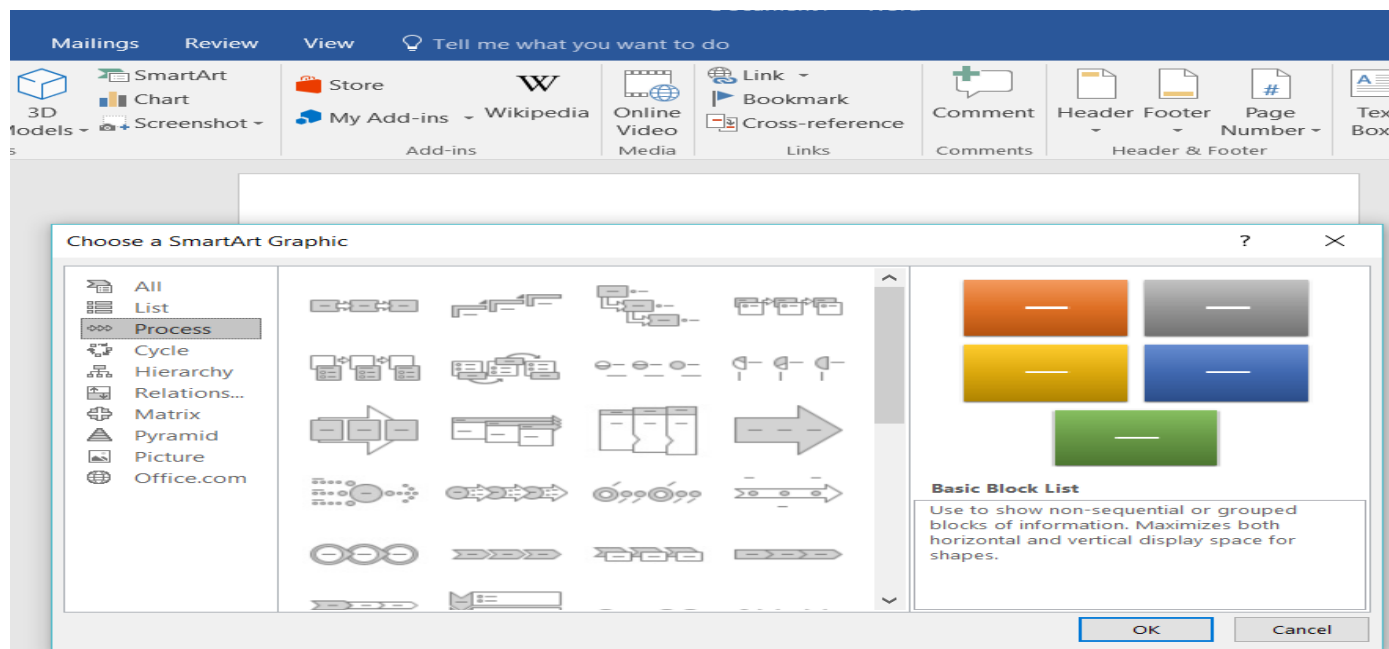 Mailings Review View Tell me what you want to do
SmartArt
Chart
Screenshot
3D
Store
My Add-ins
Wikipedia
Add-ins
Online
Video
Media
Link
Bookmark
Cross-reference
Links
Comment
Comments
Header Footer Page
Number
Header & Footer
Choose a SmartArt Graphic ?
All
List
Process
Cycle
Hierarchy
Relations...
Matrix
Pyramid
Picture
Office.com
Basic Block List
Use to show non-sequential or grouped
blocks of information. Maximizes both
horizontal and vertical display space for
shapes.
OK Cancel